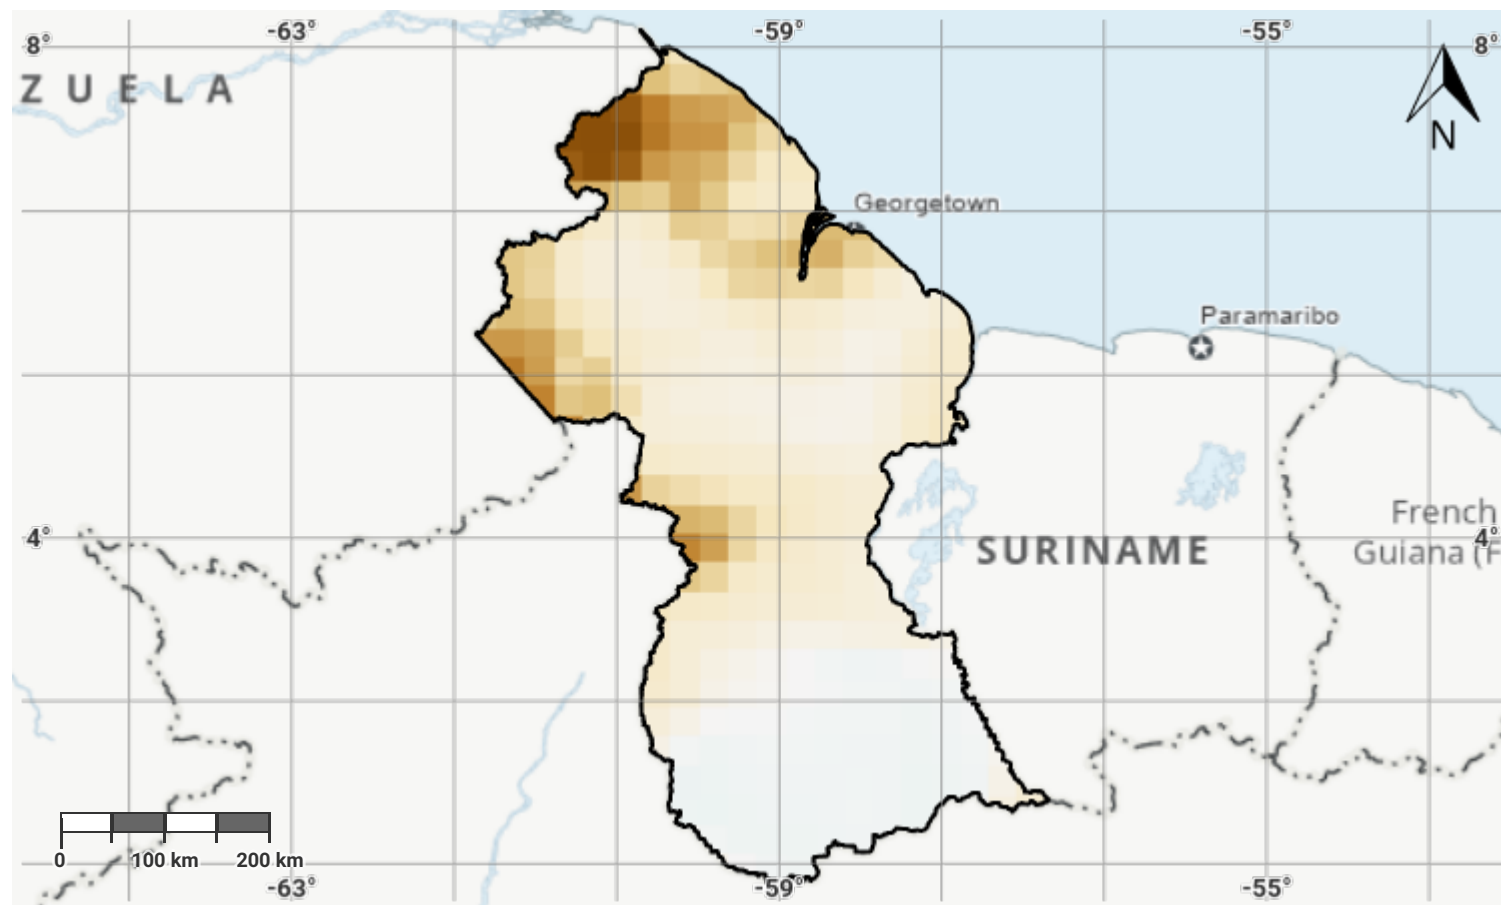 -63° -59° -55°
8° 8°
ZUELA
N
Georgetown
Paramaribo
French
4° 4°
SURINAME
Guiana (F
0 100 km 200 km
-63° -59° -55°